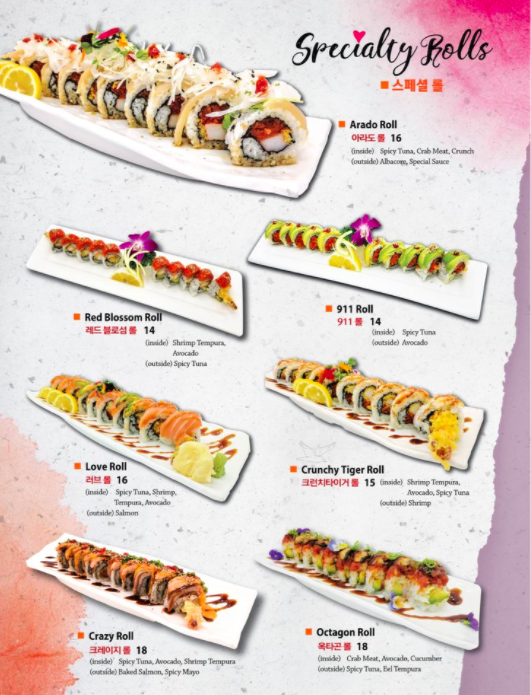 Specialty Rolls
스페셜 롤
Arado Roll
아라도 롤 16
(inside) Spicy Tuna, Crab Meat, Crunch
(outside) Albacore, Special Sauce
Red Blossom Roll
레드 블로섬 롤 14
(inside) Shrimp Tempura,
Avocado
(outside) Spicy Tuna
911 Roll
911 롤 14
(inside) Spicy Tuna
(outside) Avocado
Love Roll
러브 롤 16
(inside) Spicy Tuna, Shrimp,
Tempura, Avocado
(outside) Salmon
Crunchy Tiger Roll
크런치타이거 롤 15 (inside) Shrimp Tempura,
Avocado, Spicy Tuna
(outside) Shrimp
Crazy Roll
크레이지 롤 18
(inside) Spicy Tuna, Avocado, Shrimp Tempura
(outside) Baked Salmon, Spicy Mayo
Octagon Roll
옥타곤 롤 18
(inside) Crab Meat, Avocade, Cucumber
(outside) Spicy Tuna, Eel Tempura